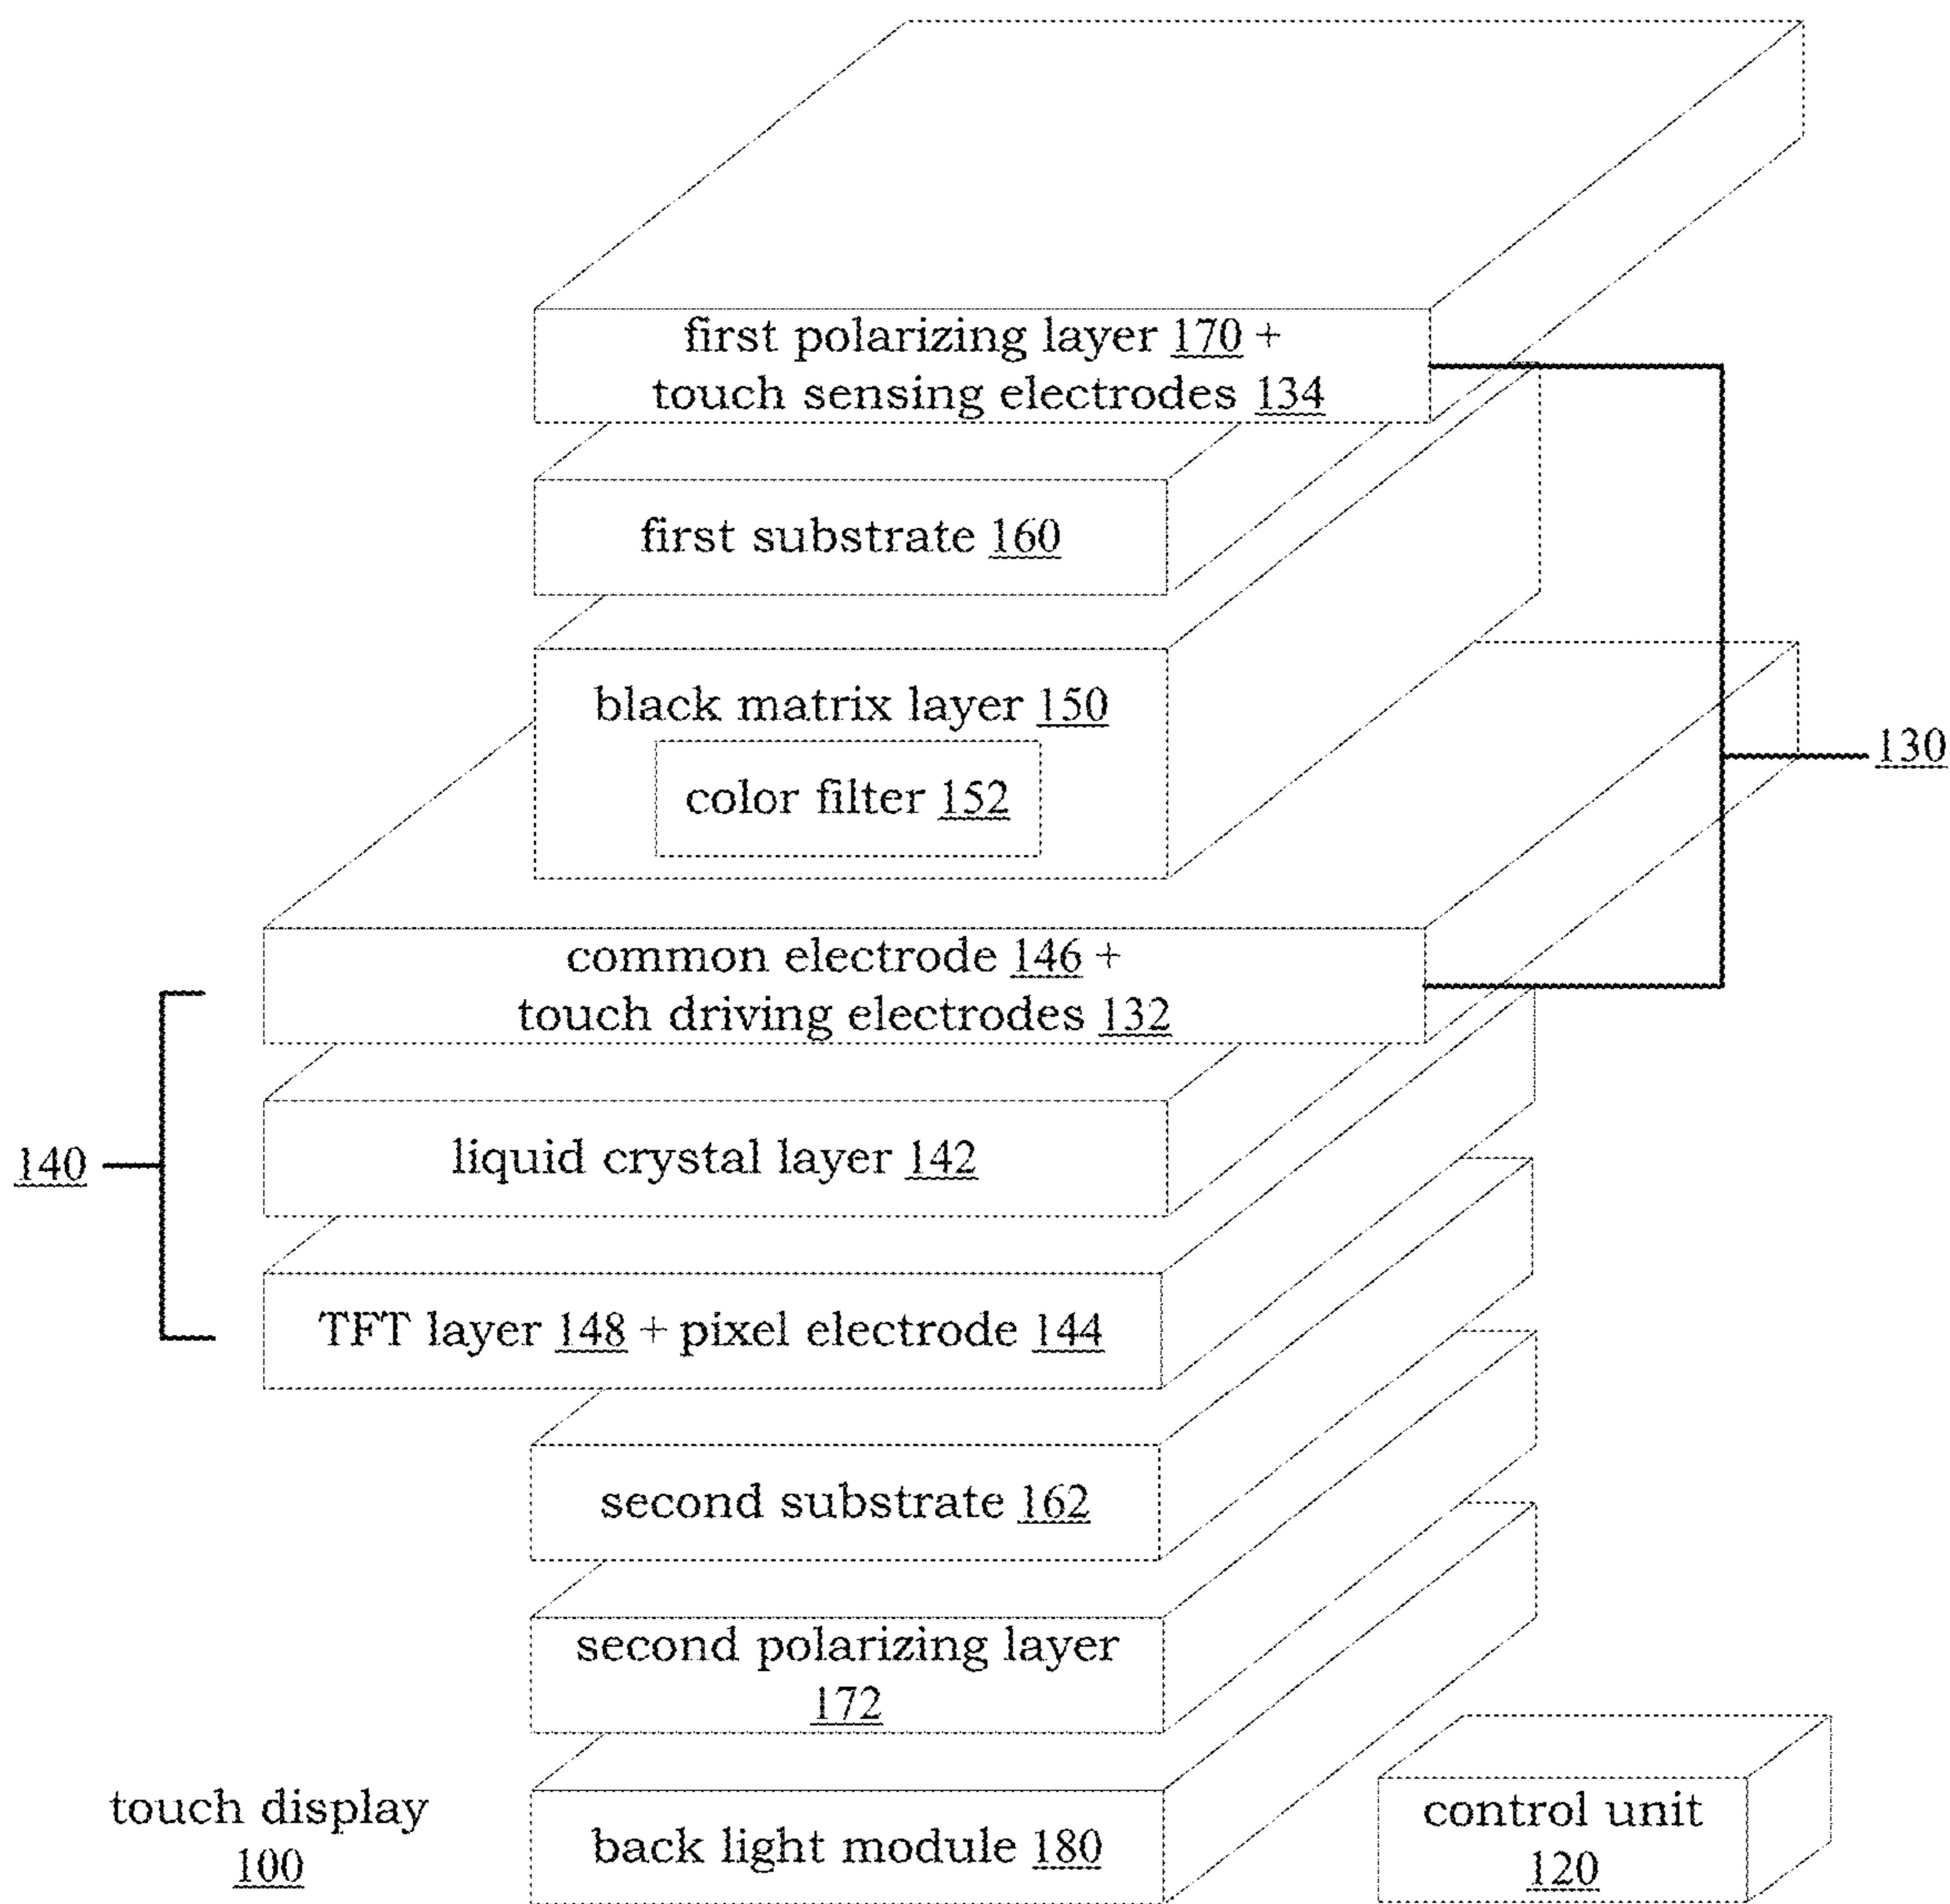 first polarizing layer 170 +
touch sensing electrodes 134
first substrate 160
black matrix layer 150
color filter 152
130
common electrode 146 +
touch driving electrodes 132
140
liquid crystal layer 142
TFT layer 148 + pixel electrode 144
second substrate 162
second polarizing layer
172
touch display
100
back light module 180
control unit
120